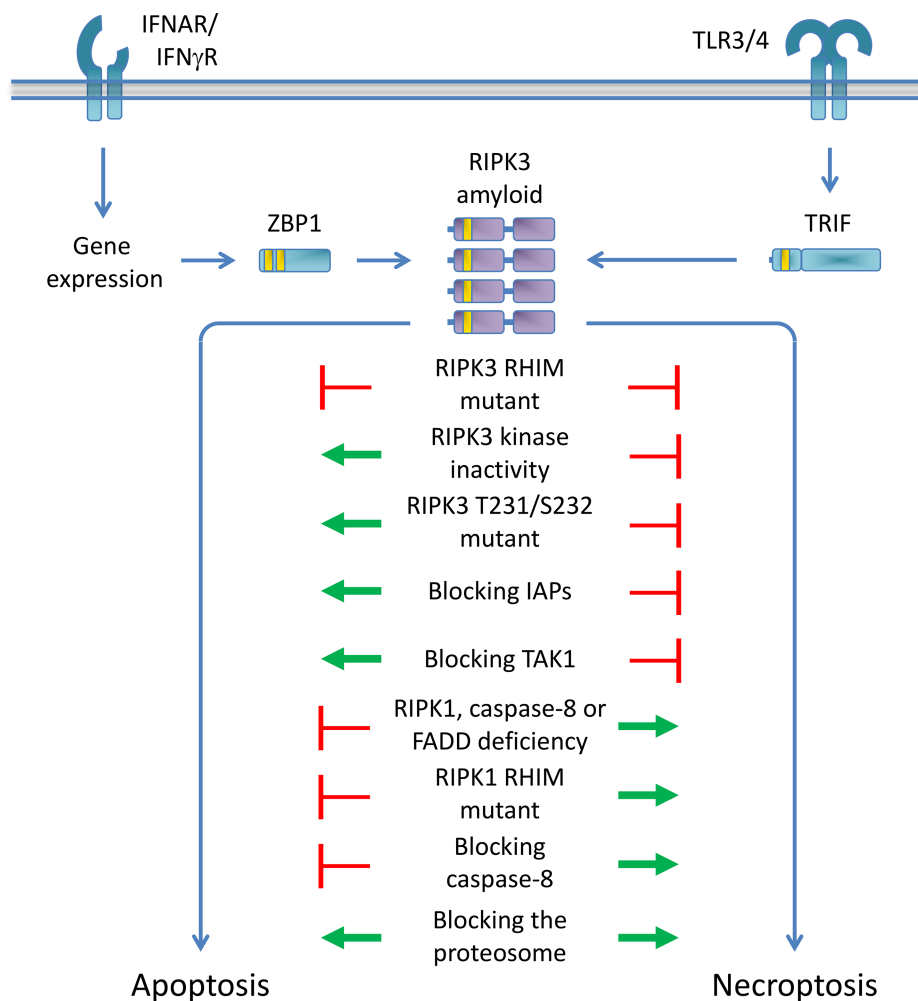 IFNAR/
IFNγR
TLR3/4
RIPK3
amyloid
ZBP1
TRIF
Gene
expression
RIPK3 RHIM
mutant
RIPK3 kinase
inactivity
RIPK3 T231/S232
mutant
Blocking IAPs
Blocking TAK1
RIPK1, caspase-8 or
FADD deficiency
RIPK1 RHIM
mutant
Blocking
caspase-8
Blocking the
proteosome
Apoptosis
Necroptosis